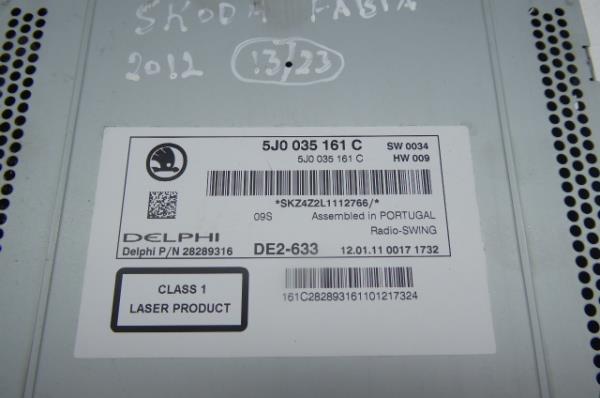 SKODA FABIA
2012 13/23
5J0 035 161 C SW 0034
5J0 035 161 C HW 009
*SKZ4Z2L1112766/*
09S Assembled in PORTUGAL
Radio-SWING
DELPHI
Delphi P/N 28289316 DE2-633 12.01.11 0017 1732
CLASS 1
LASER PRODUCT
161C282893161101217324